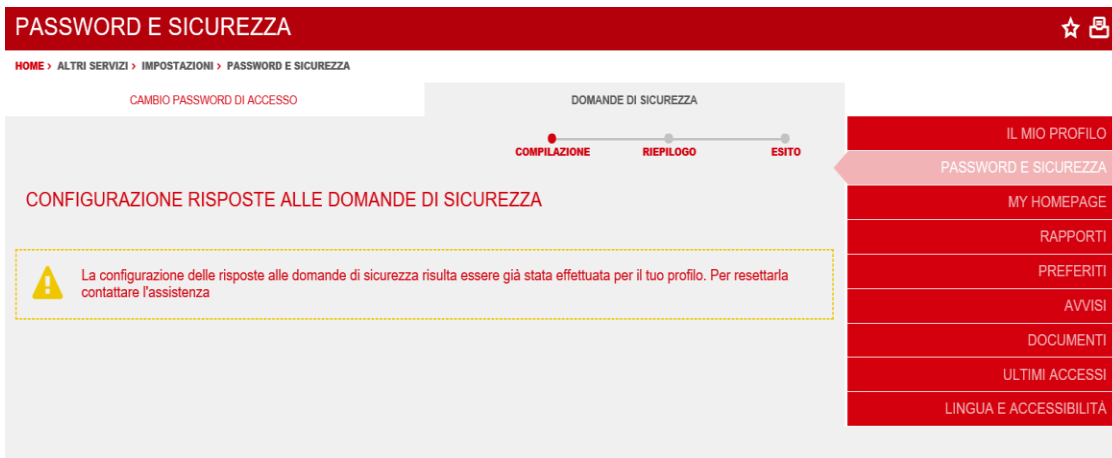 PASSWORD E SICUREZZA
HOME > ALTRI SERVIZI > IMPOSTAZIONI > PASSWORD E SICUREZZA
CAMBIO PASSWORD DI ACCESSO
DOMANDE DI SICUREZZA
COMPILAZIONE RIEPILOGO ESITO
CONFIGURAZIONE RISPOSTE ALLE DOMANDE DI SICUREZZA
La configurazione delle risposte alle domande di sicurezza risulta essere già stata effettuata per il tuo profilo. Per resettarla
contattare l'assistenza
IL MIO PROFILO
PASSWORD E SICUREZZA
MY HOMEPAGE
RAPPORTI
PREFERITI
AVVISI
DOCUMENTI
ULTIMI ACCESSI
LINGUA E ACCESSIBILITÀ